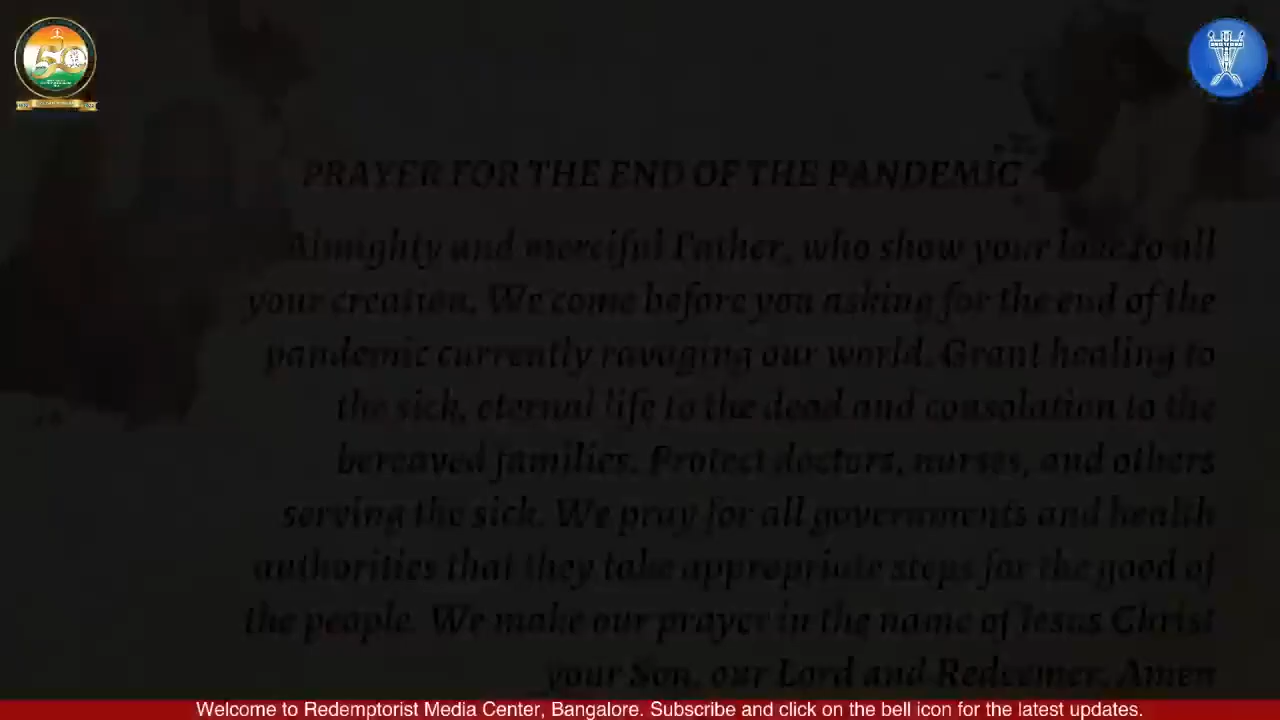 50
PRAYER FOR THE END OF THE PANDEMIC
Almighty and merciful Father, who show your love to all
your creation. We come before you asking for the end of the
pandemic currently ravaging our world. Grant healing to
the sick, eternal life to the dead and consolation to the
bereaved families. Protect doctors, nurses, and others
serving the sick. We pray for all governments and health
authorities that they take appropriate steps for the good of
the people. We make our prayer in the name of Jesus Christ
your Son, our Lord and Redeemer. Amen
Welcome to Redemptorist Media Center, Bangalore. Subscribe and click on the bell icon for the latest updates.